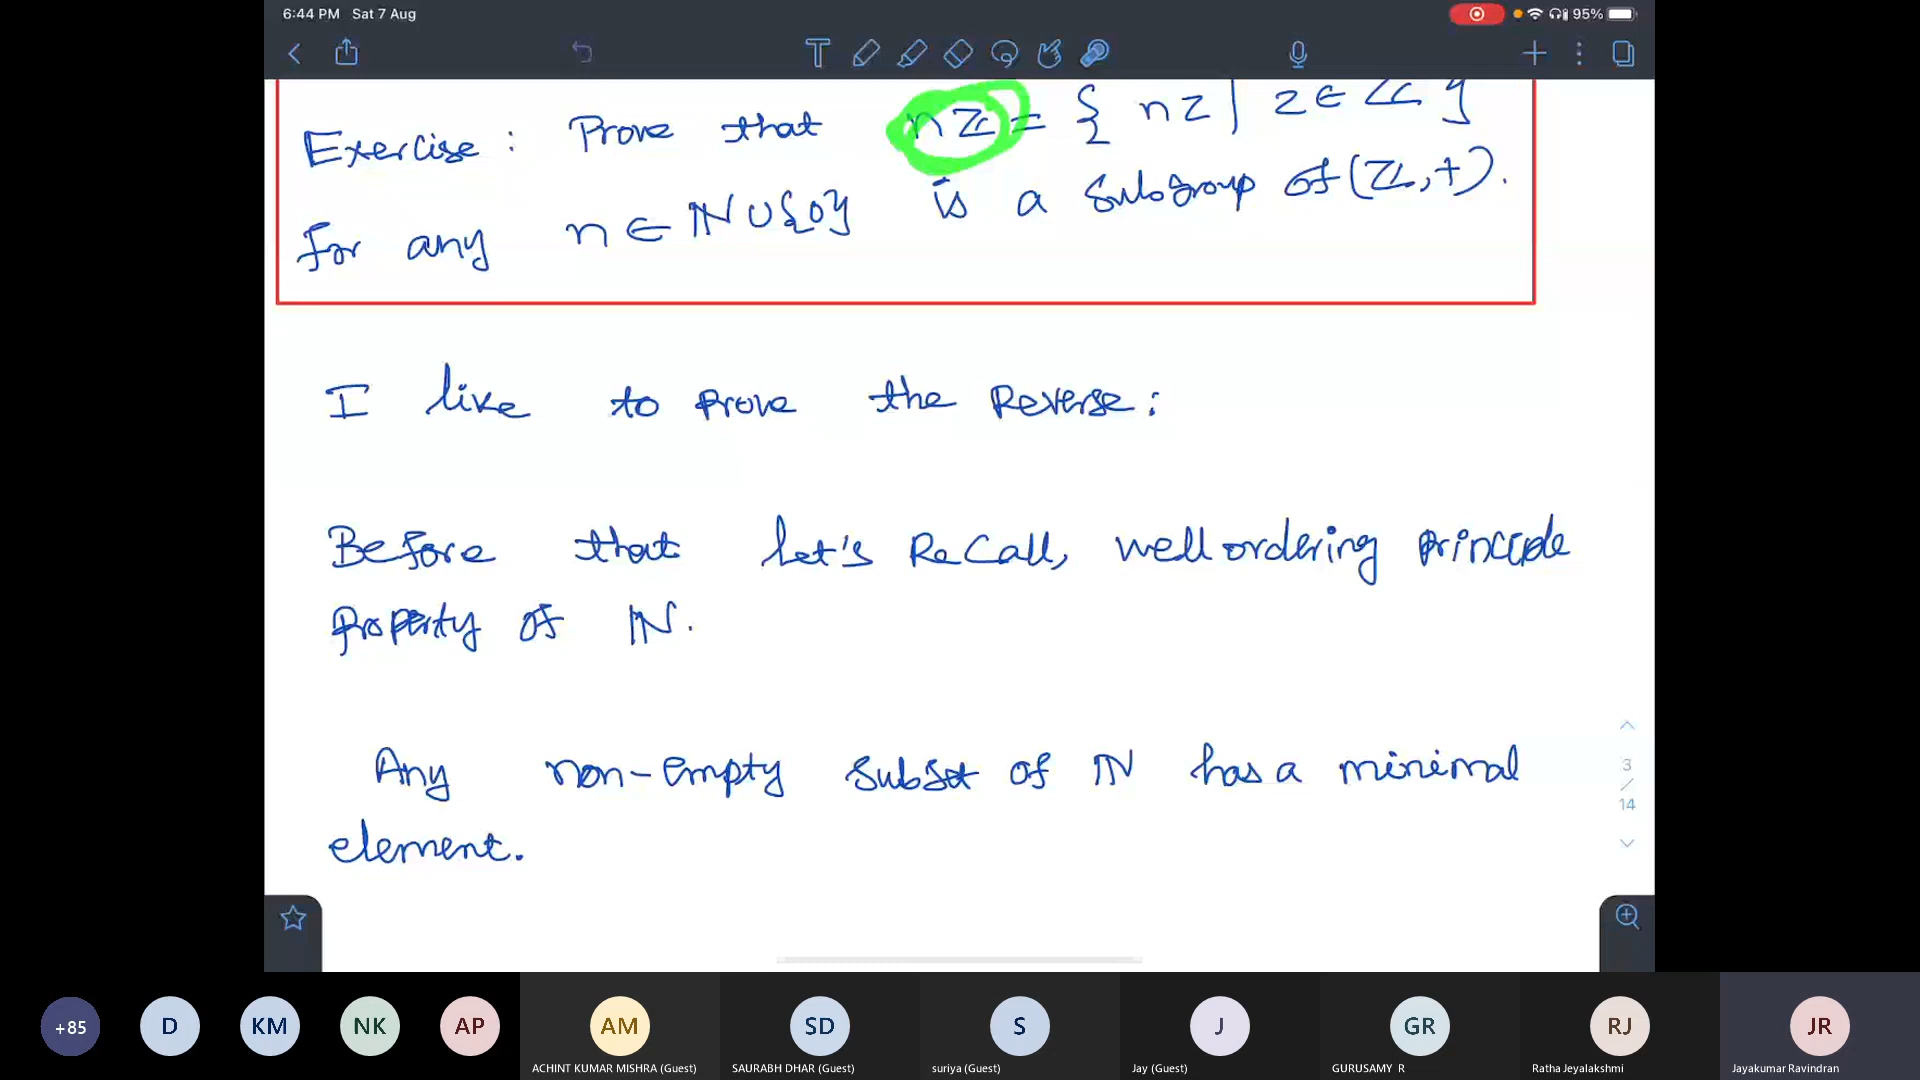 6:44 PM Sat 7 Aug
95%
Exercise : Prove that nℤ = { nz | z ∈ ℤ }
for any n ∈ ℕ ∪ {0} is a subgroup of (ℤ, +).
I like to prove the Reverse :
Before that let's ReCall, well ordering principle
property of ℕ.
Any non-empty subset of ℕ has a minimal
element.
3
/
14
+85
D
KM
NK
AP
AM
SD
S
J
GR
RJ
JR
ACHINT KUMAR MISHRA (Guest)
SAURABH DHAR (Guest)
suriya (Guest)
Jay (Guest)
GURUSAMY R
Ratha Jeyalakshmi
Jayakumar Ravindran